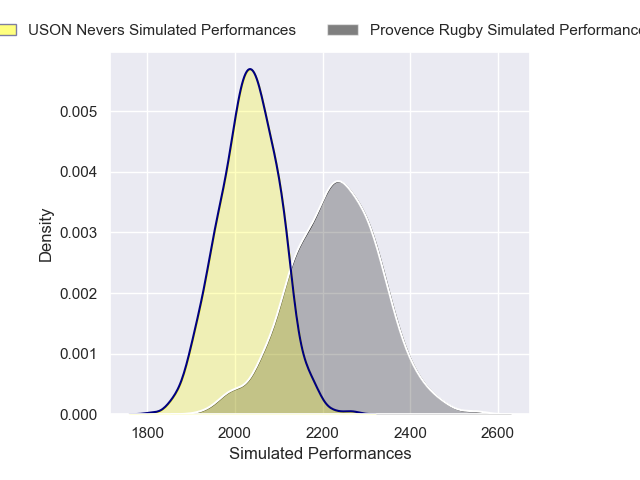 USON Nevers Simulated Performances
Provence Rugby Simulated Performance
0.005
0.004
0.003
0.002
0.001
0.000
Density
1800
2000
2200
2400
2600
Simulated Performances